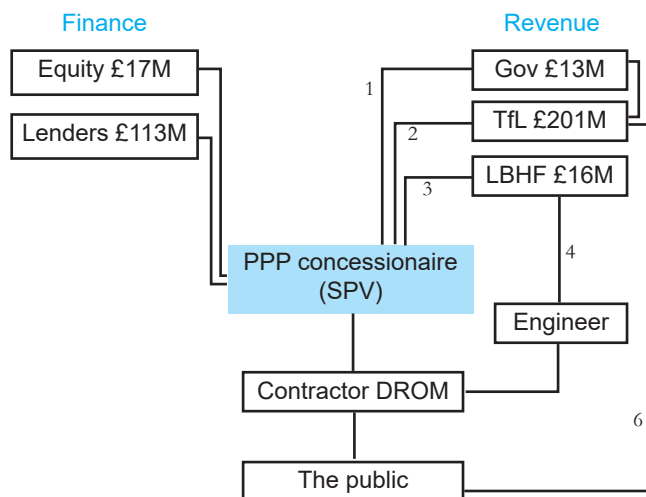 Finance
Revenue
Equity £17M
Gov £13M
1
Lenders £113M
TfL £201M
2
LBHF £16M
3
4
PPP concessionaire
(SPV)
Engineer
Contractor DROM
6
The public